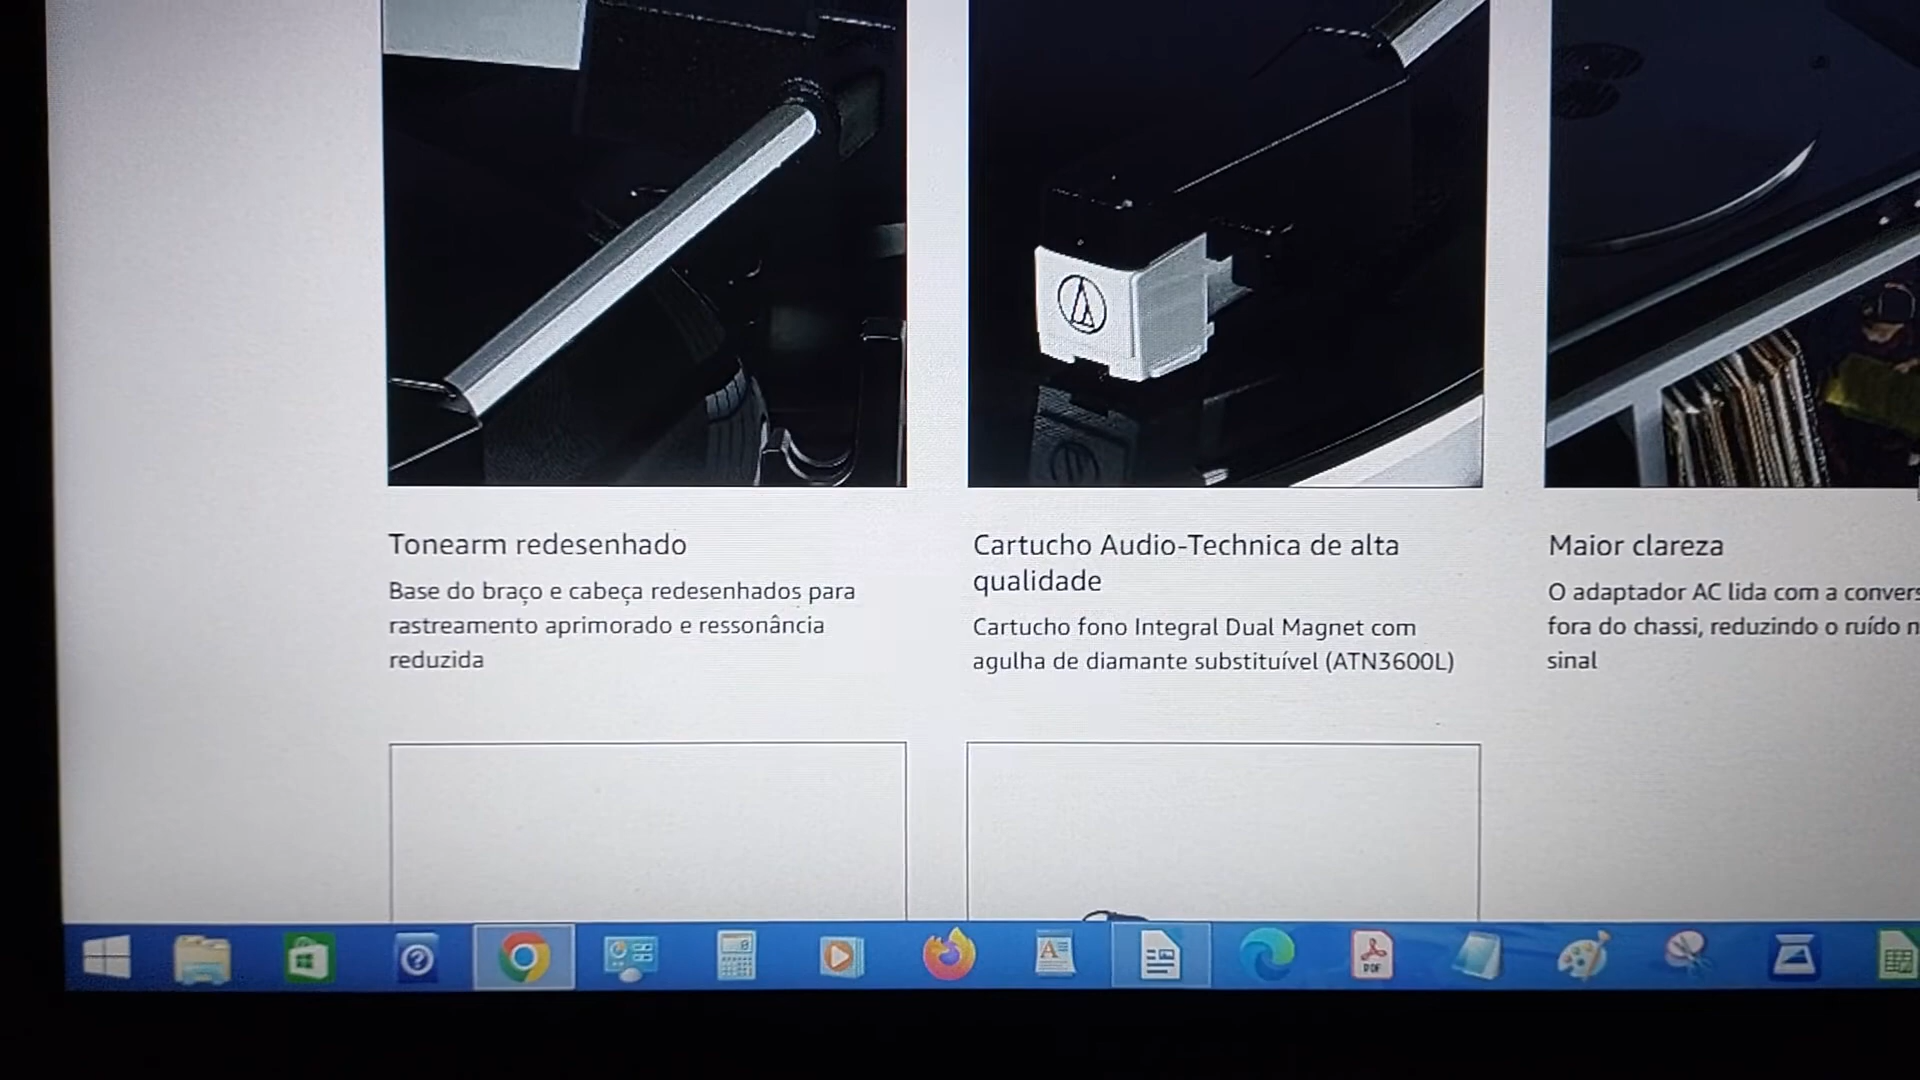 Tonearm redesenhado
Base do braço e cabeça redesenhados para
rastreamento aprimorado e ressonância
reduzida
Cartucho Audio-Technica de alta
qualidade
Cartucho fono Integral Dual Magnet com
agulha de diamante substituível (ATN3600L)
Maior clareza
O adaptador AC lida com a
fora do chassi, reduzindo o ruído
sinal
PDF